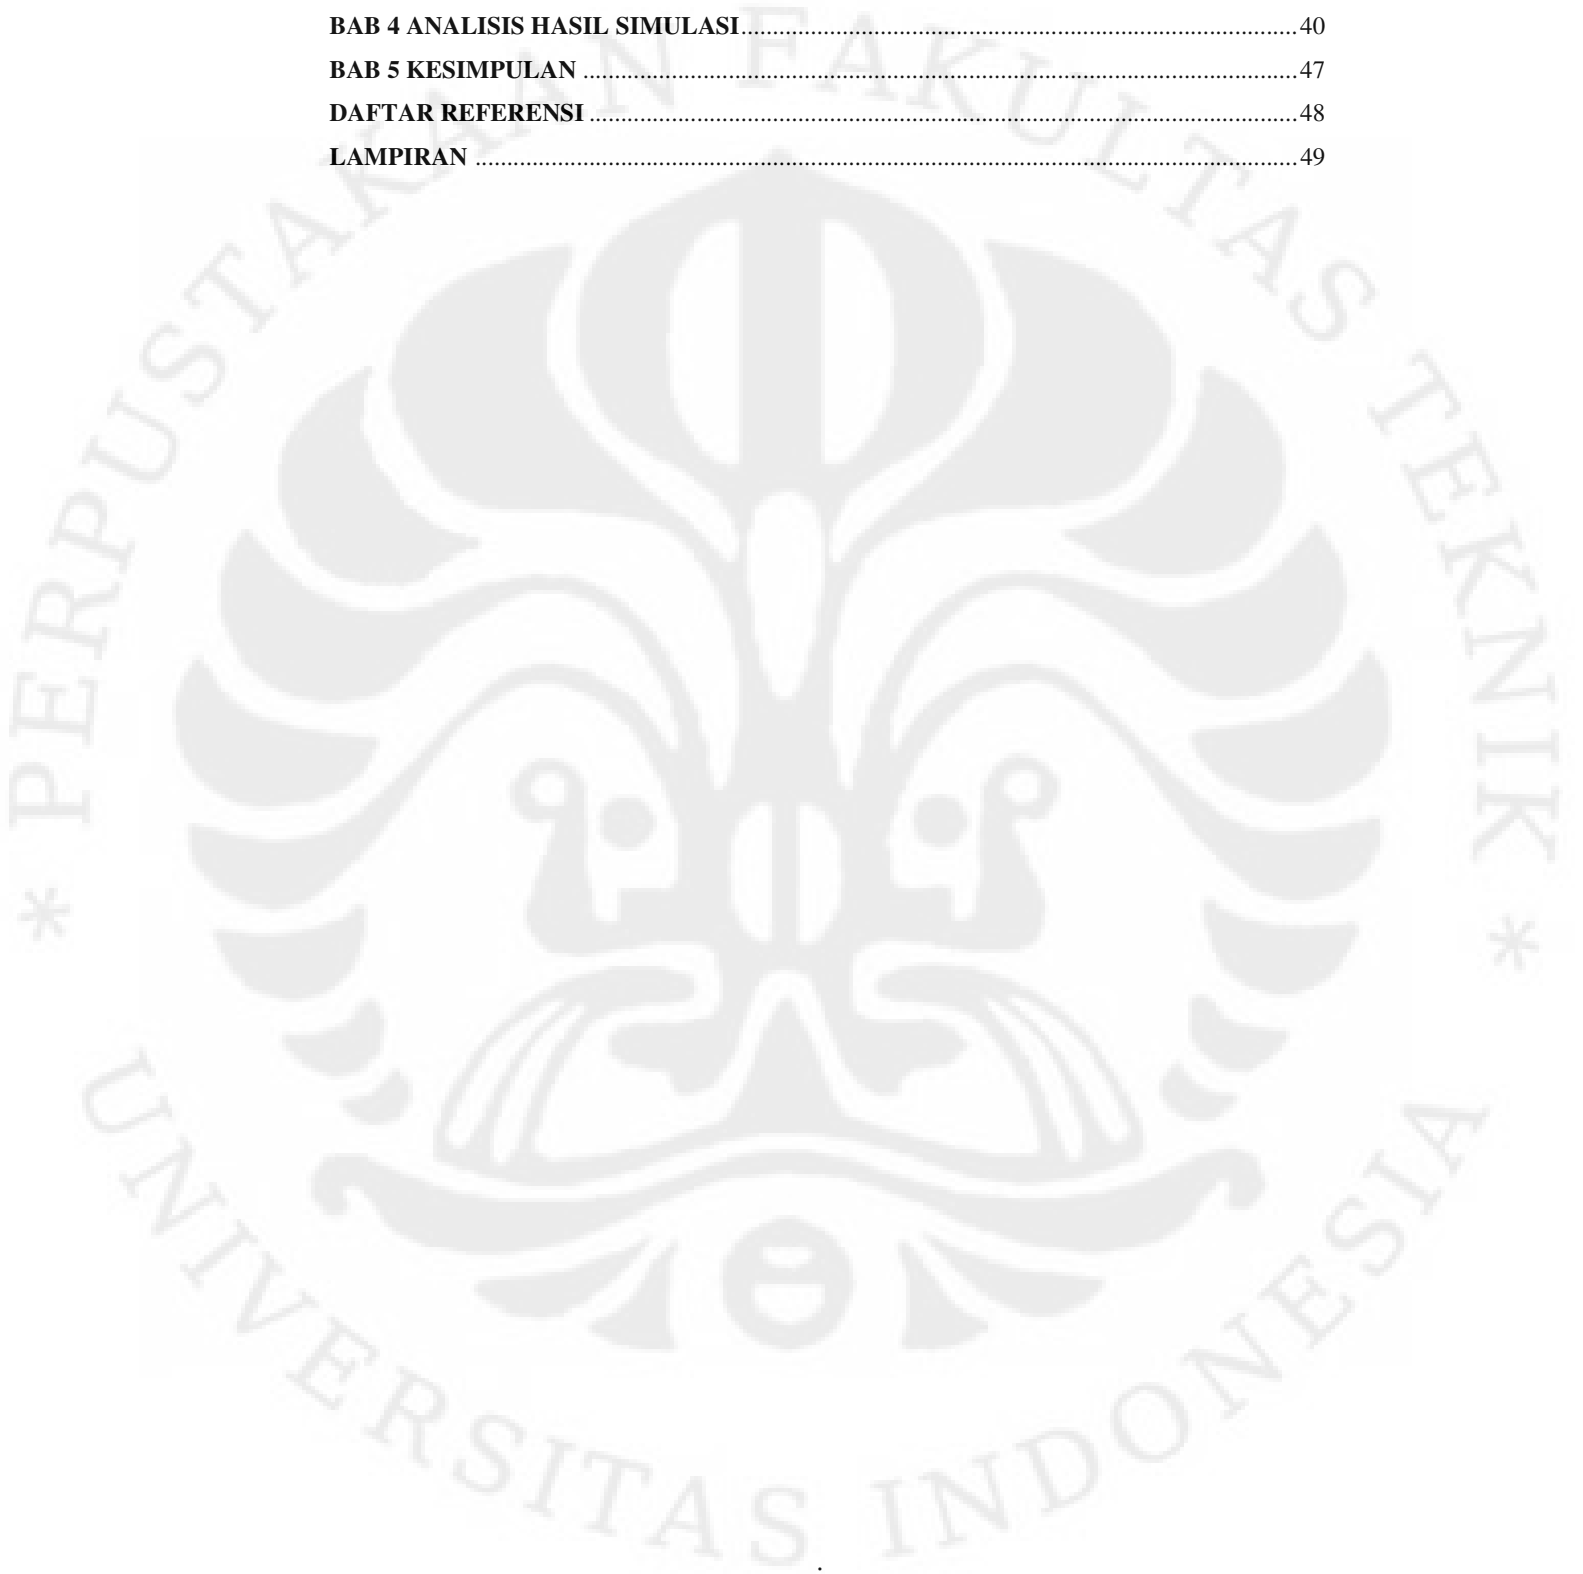 BAB 4 ANALISIS HASIL SIMULASI........................................................................................40
BAB 5 KESIMPULAN .................................................................................................................47
DAFTAR REFERENSI ................................................................................................................48
LAMPIRAN ..................................................................................................................................49
* PERPUSTAKAAN FAKULTAS TEKNIK *
UNIVERSITAS INDONESIA
.